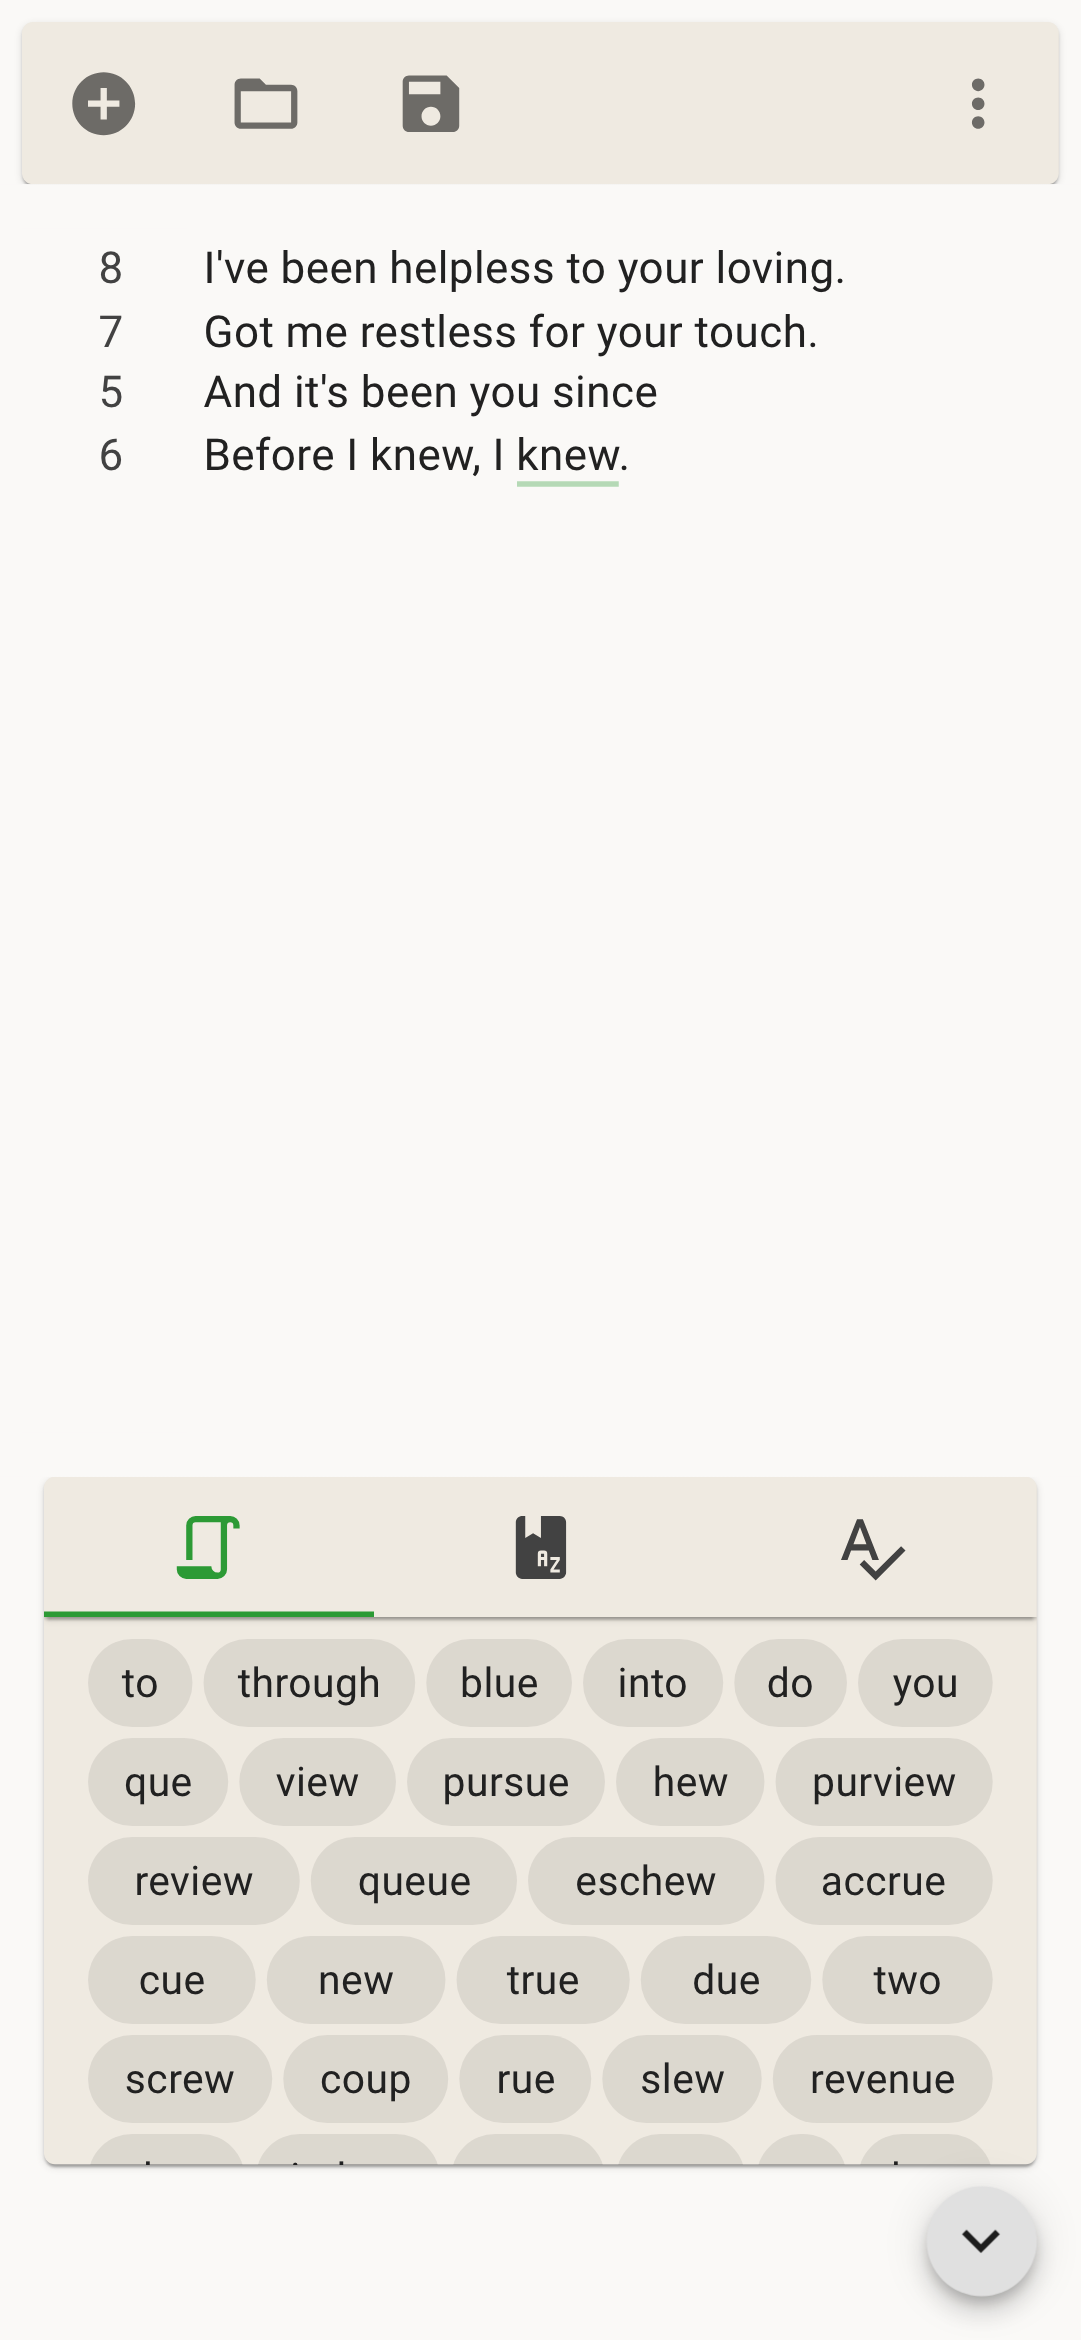 8 I've been helpless to your loving.
7 Got me restless for your touch.
5 And it's been you since
6 Before I knew, I knew.
to through blue into do you
que view pursue hew purview
review queue eschew accrue
cue new true due two
screw coup rue slew revenue